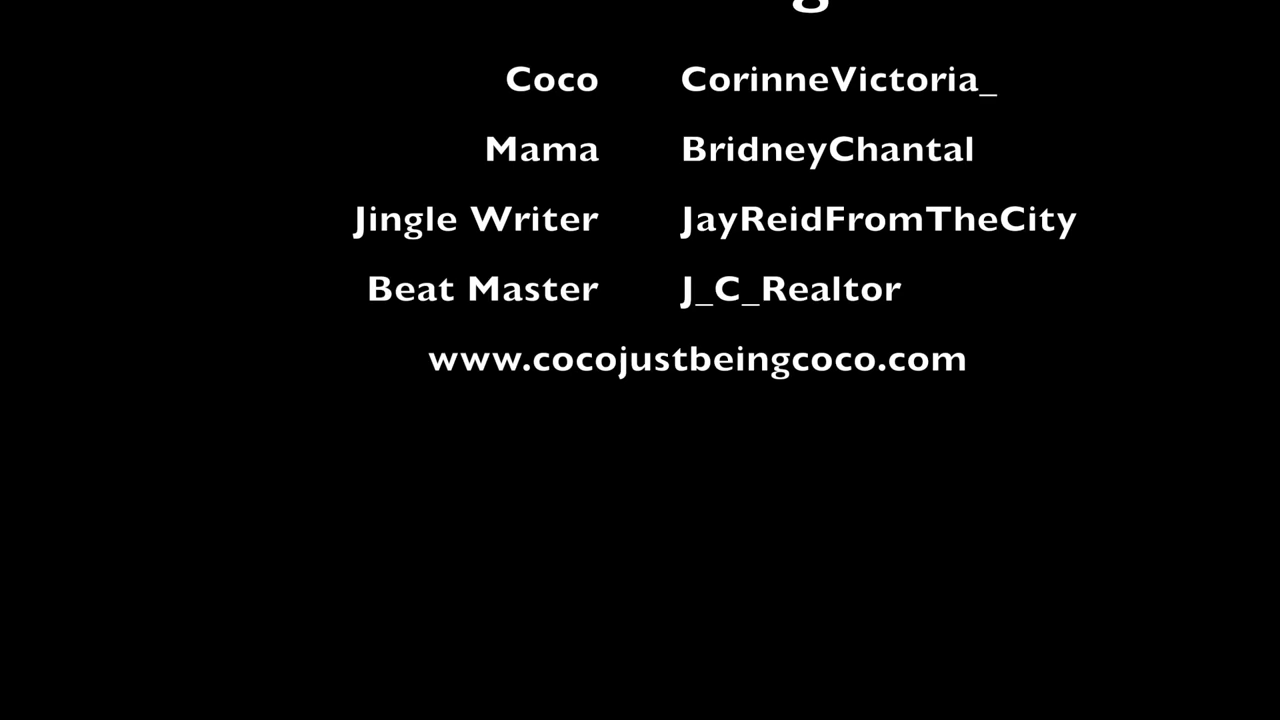 Coco CorinneVictoria_
Mama BridneyChantal
Jingle Writer JayReidFromTheCity
Beat Master J_C_Realtor
www.cocojustbeingcoco.com